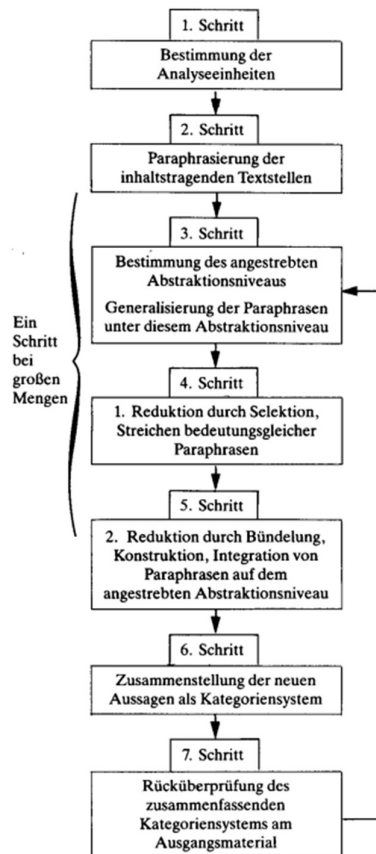 1. Schritt
Bestimmung der
Analyseeinheiten
2. Schritt
Paraphrasierung der
inhaltstragenden Textstellen
3. Schritt
Bestimmung des angestrebten
Abstraktionsniveaus
Generalisierung der Paraphrasen
unter diesem Abstraktionsniveau
Ein
Schritt
bei
großen
Mengen
4. Schritt
1. Reduktion durch Selektion,
Streichen bedeutungsgleicher
Paraphrasen
5. Schritt
2. Reduktion durch Bündelung,
Konstruktion, Integration von
Paraphrasen auf dem
angestrebten Abstraktionsniveau
6. Schritt
Zusammenstellung der neuen
Aussagen als Kategoriensystem
7. Schritt
Rücküberprüfung des
zusammenfassenden
Kategoriensystems am
Ausgangsmaterial